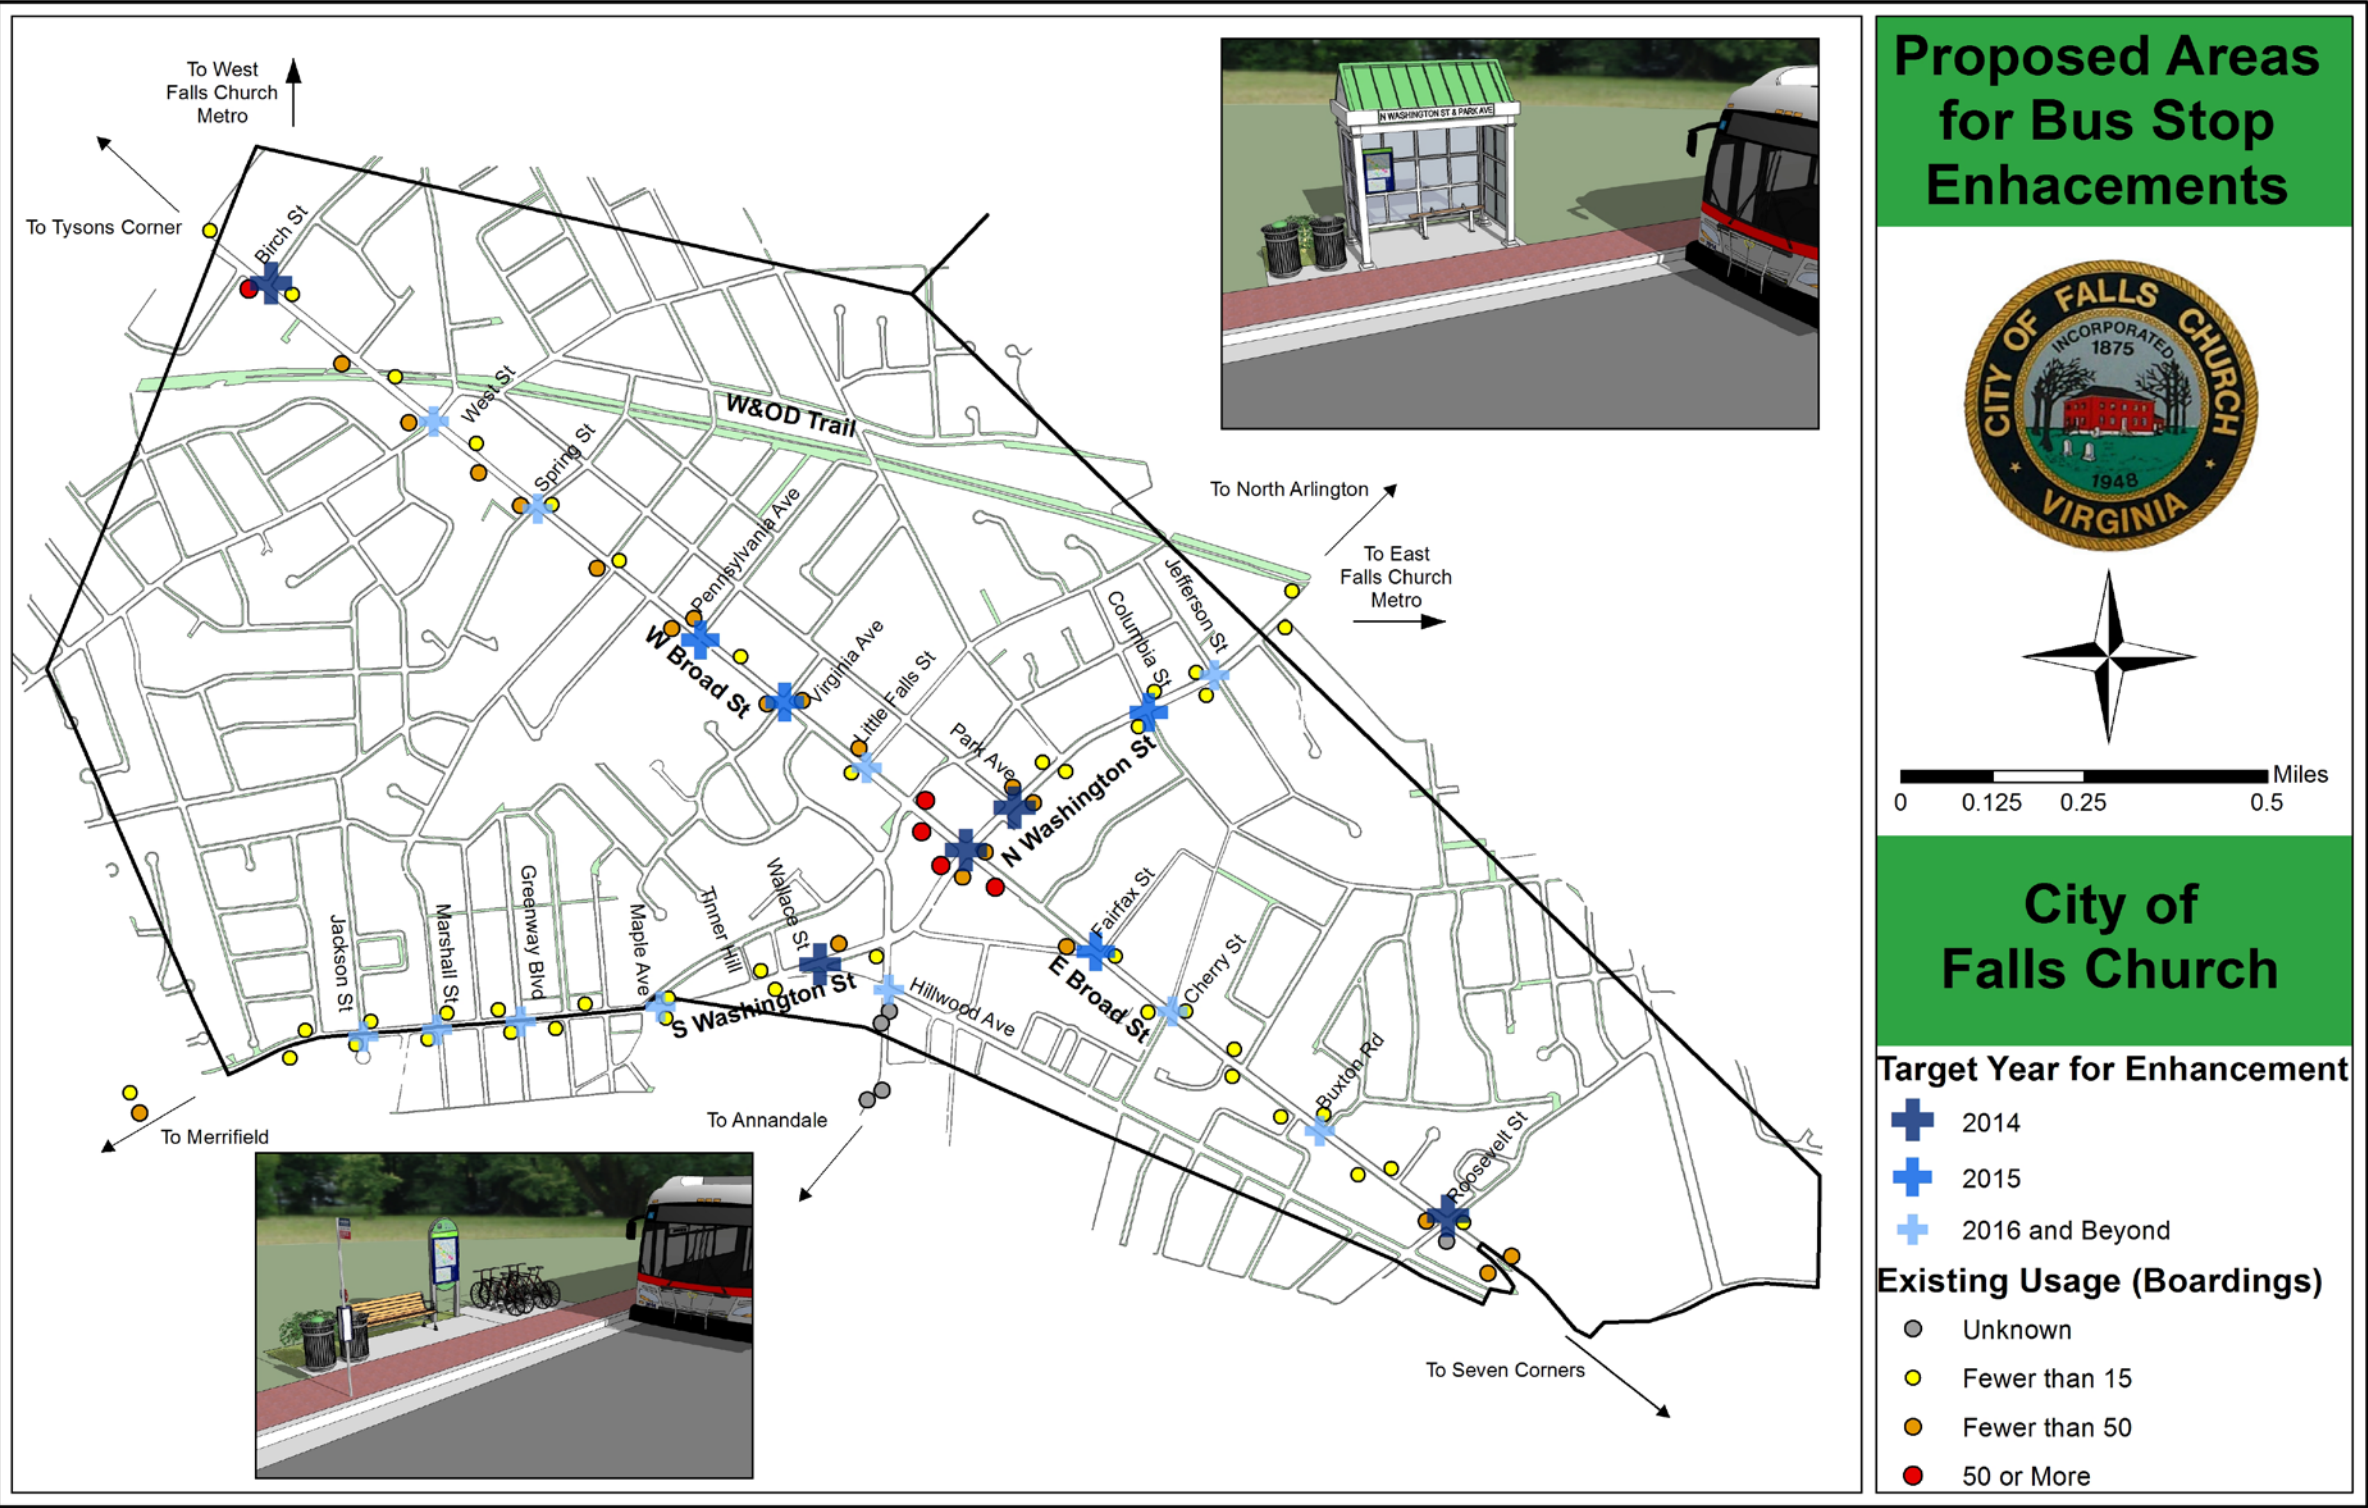 Proposed Areas
for Bus Stop
Enhacements
CITY OF FALLS CHURCH
INCORPORATED
1875
1948
VIRGINIA
Miles
0
0.125
0.25
0.5
City of
Falls Church
Target Year for Enhancement
2014
2015
2016 and Beyond
Existing Usage (Boardings)
Unknown
Fewer than 15
Fewer than 50
50 or More
To West
Falls Church
Metro
To Tysons Corner
Birch St
West St
Spring St
W&OD Trail
N WASHINGTON ST & PARK AVE
To North Arlington
To East
Falls Church
Metro
Pennsylvania Ave
W Broad St
Virginia Ave
Little Falls St
Park Ave
Columbia St
Jefferson St
N Washington St
Fairfax St
E Broad St
Cherry St
Buxton Rd
Roosevelt St
Hillwood Ave
Wallace St
Tinner Hill
Maple Ave
Greenway Blvd
Marshall St
Jackson St
S Washington St
To Merrifield
To Annandale
To Seven Corners